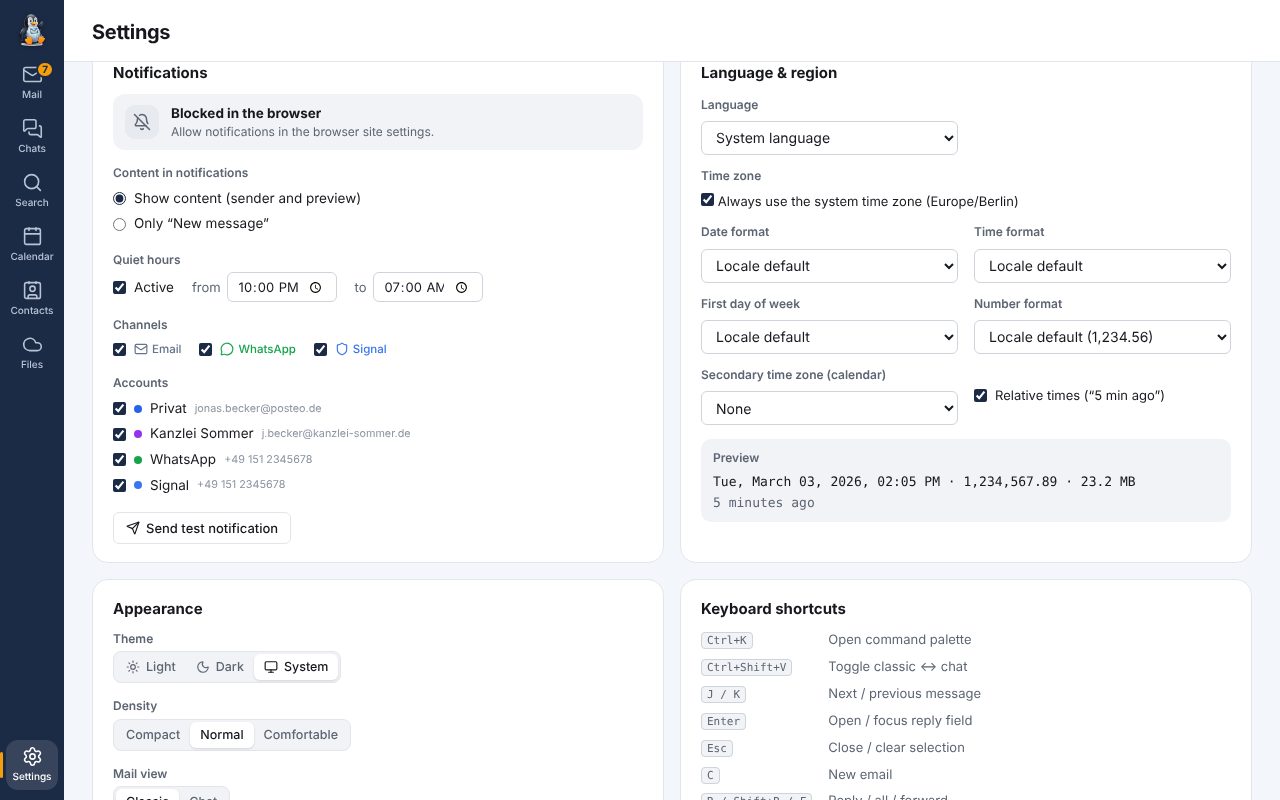 Settings
7
Mail
Chats
Search
Calendar
Contacts
Files
Settings
Notifications
Blocked in the browser
Allow notifications in the browser site settings.
Content in notifications
Show content (sender and preview)
Only “New message”
Quiet hours
Active from 10:00 PM to 07:00 AM
Channels
Email WhatsApp Signal
Accounts
Privat jonas.becker@posteo.de
Kanzlei Sommer j.becker@kanzlei-sommer.de
WhatsApp +49 151 2345678
Signal +49 151 2345678
Send test notification
Language & region
Language
System language
Time zone
Always use the system time zone (Europe/Berlin)
Date format Time format
Locale default Locale default
First day of week Number format
Locale default Locale default (1,234.56)
Secondary time zone (calendar)
None Relative times (“5 min ago”)
Preview
Tue, March 03, 2026, 02:05 PM · 1,234,567.89 · 23.2 MB
5 minutes ago
Appearance
Theme
Light Dark System
Density
Compact Normal Comfortable
Mail view
Classic Chat
Keyboard shortcuts
Ctrl+K Open command palette
Ctrl+Shift+V Toggle classic ↔ chat
J / K Next / previous message
Enter Open / focus reply field
Esc Close / clear selection
C New email
R / Shift+R / F Reply / all / forward